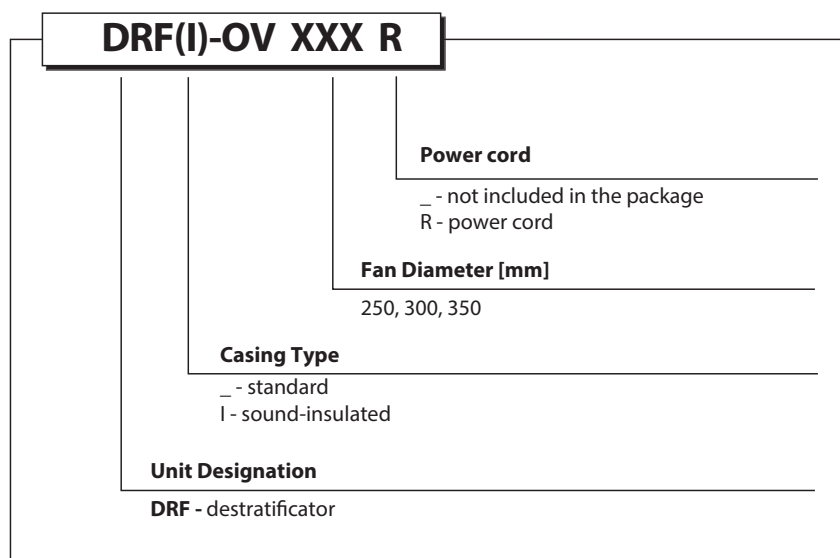 DRF(I)-OV XXX R
Power cord
_ - not included in the package
R - power cord
Fan Diameter [mm]
250, 300, 350
Casing Type
_ - standard
I - sound-insulated
Unit Designation
DRF - destratificator